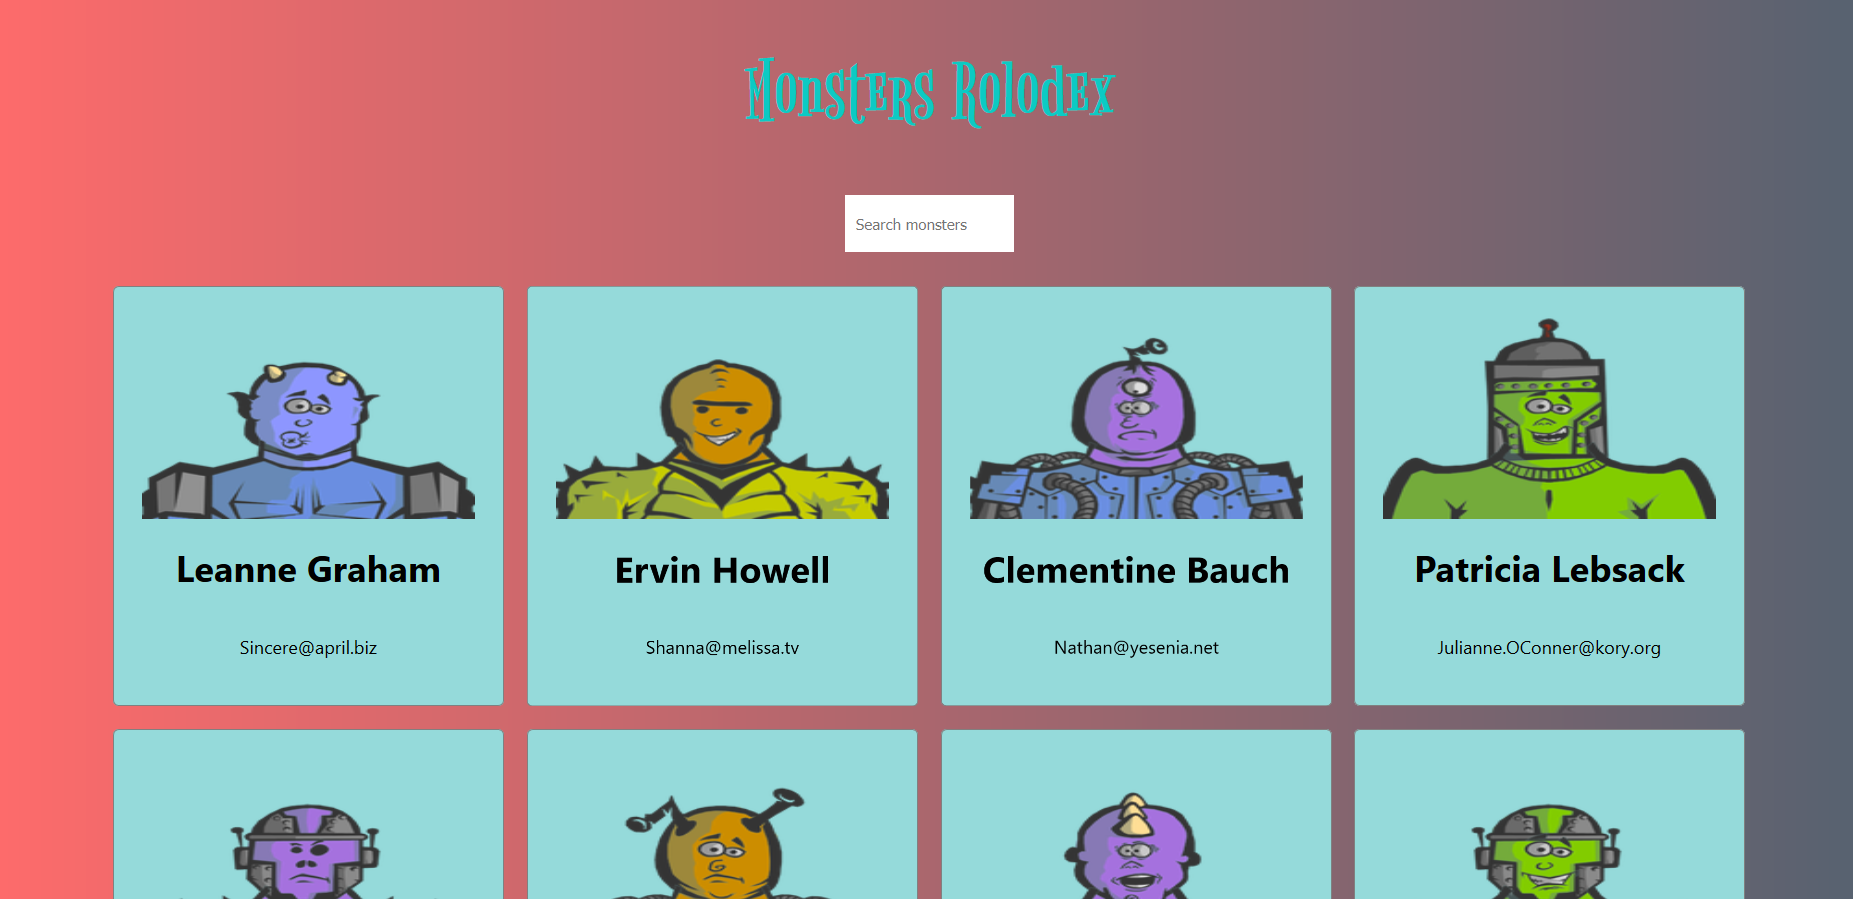 Monsters Rolodex
Search monsters
Leanne Graham
Sincere@april.biz
Ervin Howell
Shanna@melissa.tv
Clementine Bauch
Nathan@yesenia.net
Patricia Lebsack
Julianne.OConner@kory.org